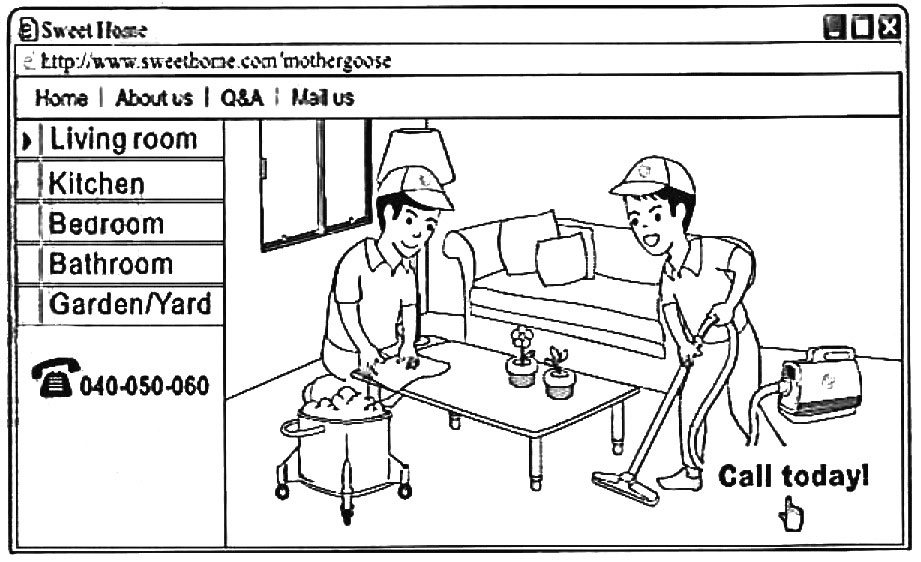 Sweet Home
http://www.sweethome.com/mothergoose
Home | About us | Q&A | Mail us
Living room
Kitchen
Bedroom
Bathroom
Garden/Yard
040-050-060
Call today!